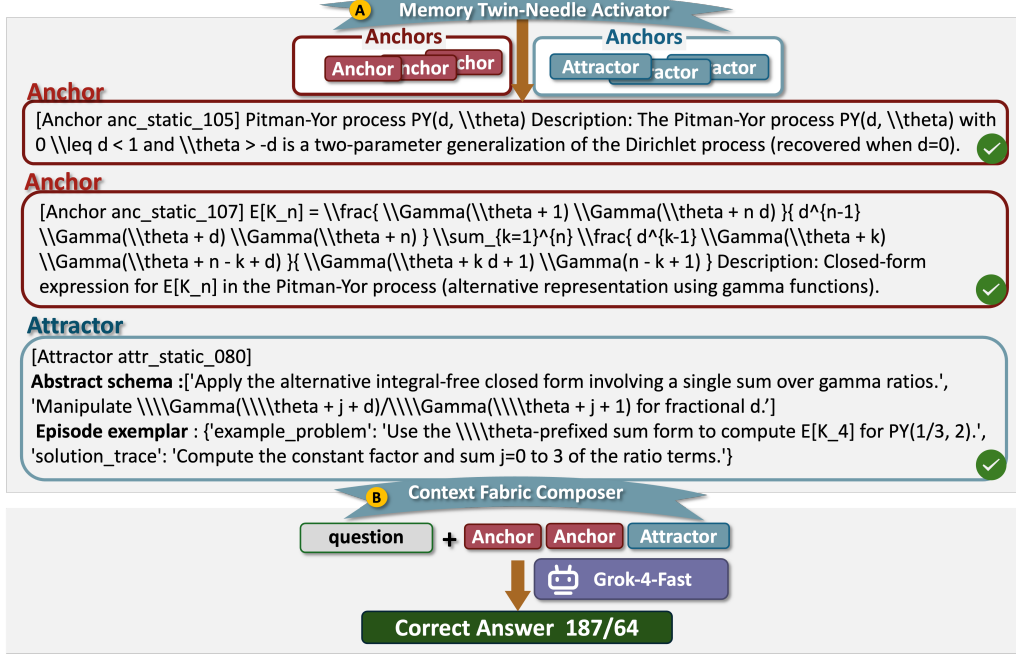 A Memory Twin-Needle Activator
Anchors
Anchors
Anchor nchor chor
Attractor ractor actor
Anchor
[Anchor anc_static_105] Pitman-Yor process PY(d, \\theta) Description: The Pitman-Yor process PY(d, \\theta) with
0 \\leq d < 1 and \\theta > -d is a two-parameter generalization of the Dirichlet process (recovered when d=0).
Anchor
[Anchor anc_static_107] E[K_n] = \\frac{ \\Gamma(\\theta + 1) \\Gamma(\\theta + n d) }{ d^{n-1}
\\Gamma(\\theta + d) \\Gamma(\\theta + n) } \\sum_{k=1}^{n} \\frac{ d^{k-1} \\Gamma(\\theta + k)
\\Gamma(\\theta + n - k + d) }{ \\Gamma(\\theta + k d + 1) \\Gamma(n - k + 1) } Description: Closed-form
expression for E[K_n] in the Pitman-Yor process (alternative representation using gamma functions).
Attractor
[Attractor attr_static_080]
Abstract schema :['Apply the alternative integral-free closed form involving a single sum over gamma ratios.',
'Manipulate \\\\Gamma(\\\\theta + j + d)/\\\\Gamma(\\\\theta + j + 1) for fractional d.’]
Episode exemplar : {'example_problem': 'Use the \\\\theta-prefixed sum form to compute E[K_4] for PY(1/3, 2).',
'solution_trace': 'Compute the constant factor and sum j=0 to 3 of the ratio terms.'}
B Context Fabric Composer
question + Anchor Anchor Attractor
Grok-4-Fast
Correct Answer 187/64